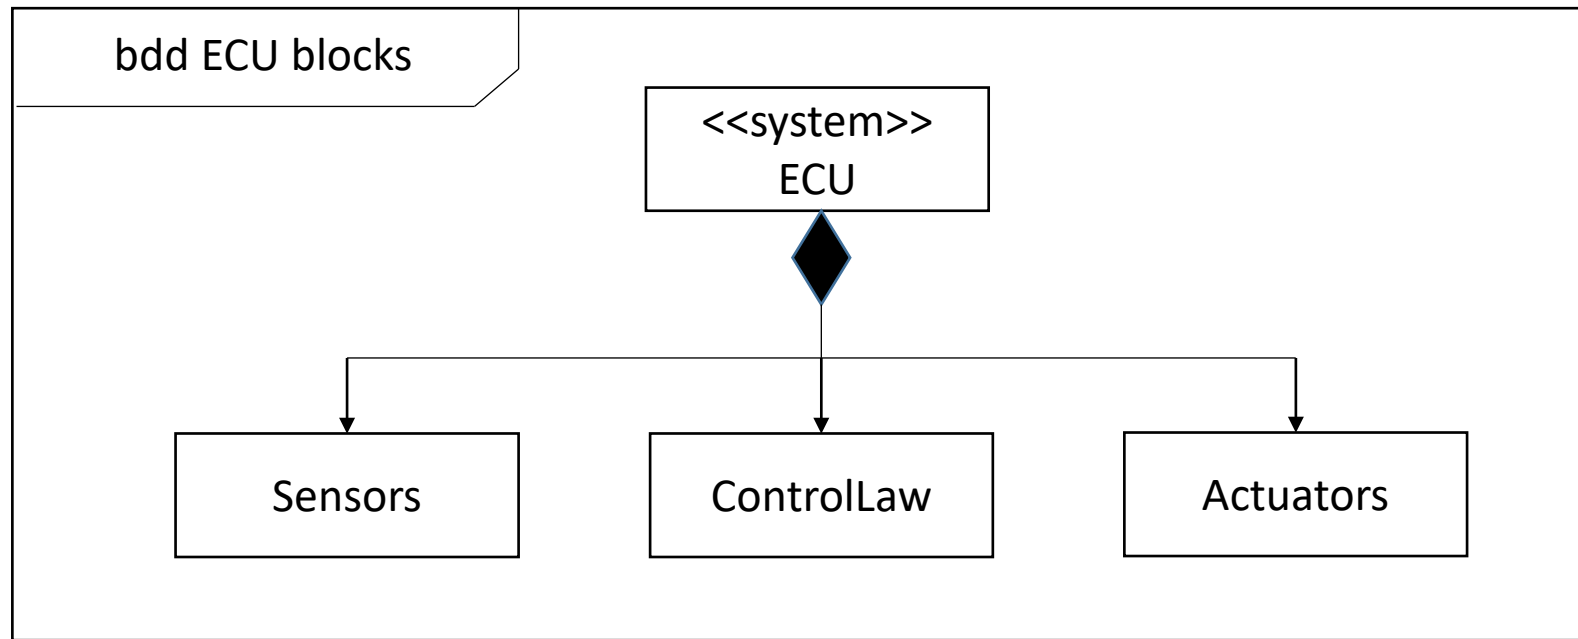 bdd ECU blocks
<<system>>
ECU
Sensors
ControlLaw
Actuators